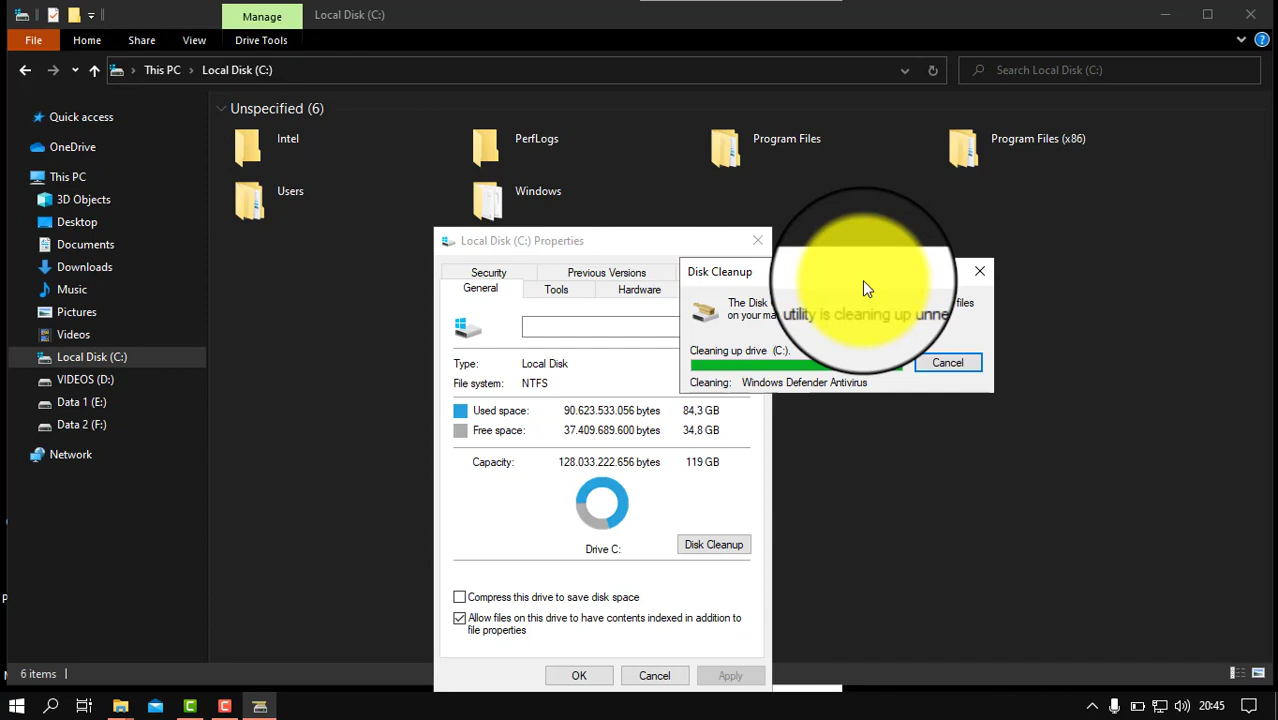 Manage
Local Disk (C:)
File
Home
Share
View
Drive Tools
This PC
Local Disk (C:)
Search Local Disk (C:)
Quick access
OneDrive
This PC
3D Objects
Desktop
Documents
Downloads
Music
Pictures
Videos
Local Disk (C:)
VIDEOS (D:)
Data 1 (E:)
Data 2 (F:)
Network
Unspecified (6)
Intel
PerfLogs
Program Files
Program Files (x86)
Users
Windows
Local Disk (C:) Properties
Security
Previous Versions
General
Tools
Hardware
Type: Local Disk
File system: NTFS
Used space: 90.623.533.056 bytes 84,3 GB
Free space: 37.409.689.600 bytes 34,8 GB
Capacity: 128.033.222.656 bytes 119 GB
Drive C:
Disk Cleanup
Compress this drive to save disk space
Allow files on this drive to have contents indexed in addition to
file properties
OK
Cancel
Apply
Disk Cleanup
The Disk files
on your utility is cleaning up
Cleaning up drive (C:).
Cancel
Cleaning: Windows Defender Antivirus
6 items
20:45